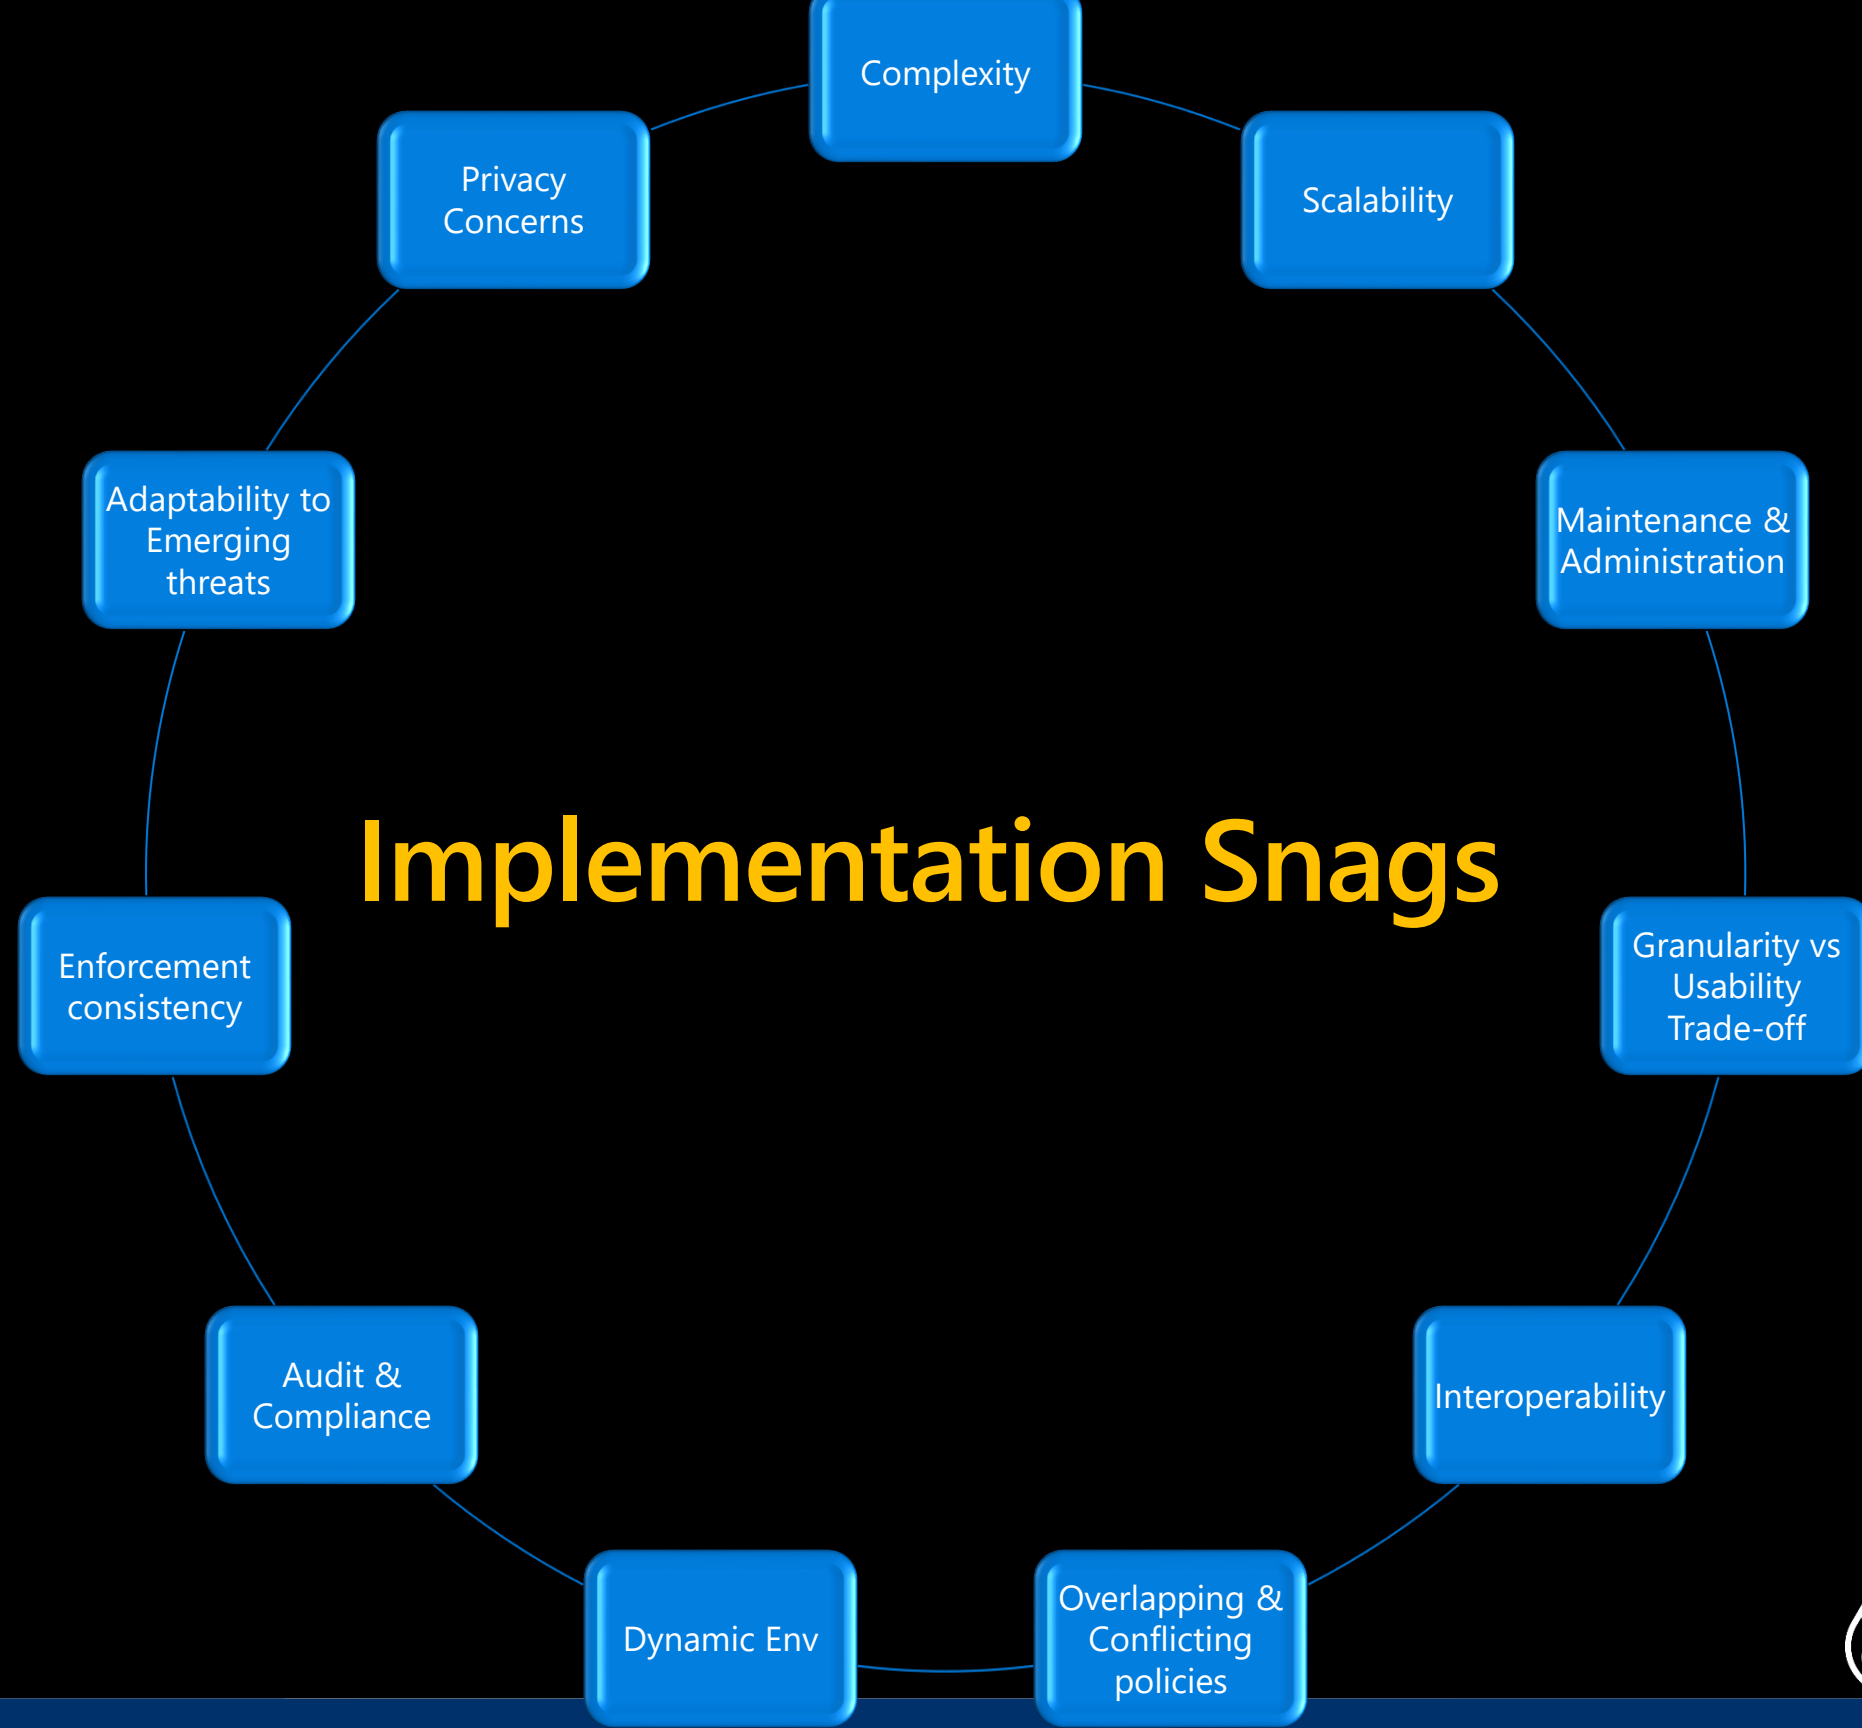 Complexity
Scalability
Maintenance &
Administration
Granularity vs
Usability
Trade-off
Interoperability
Overlapping &
Conflicting
policies
Dynamic Env
Audit &
Compliance
Enforcement
consistency
Adaptability to
Emerging
threats
Privacy
Concerns
Implementation Snags